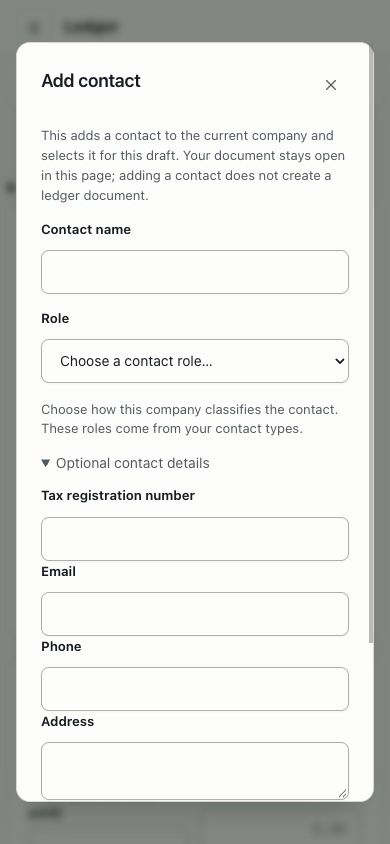 Ledger
Add contact
This adds a contact to the current company and
selects it for this draft. Your document stays open
in this page; adding a contact does not create a
ledger document.
Contact name
Role
Choose a contact role...
Choose how this company classifies the contact.
These roles come from your contact types.
Optional contact details
Tax registration number
Email
Phone
Address